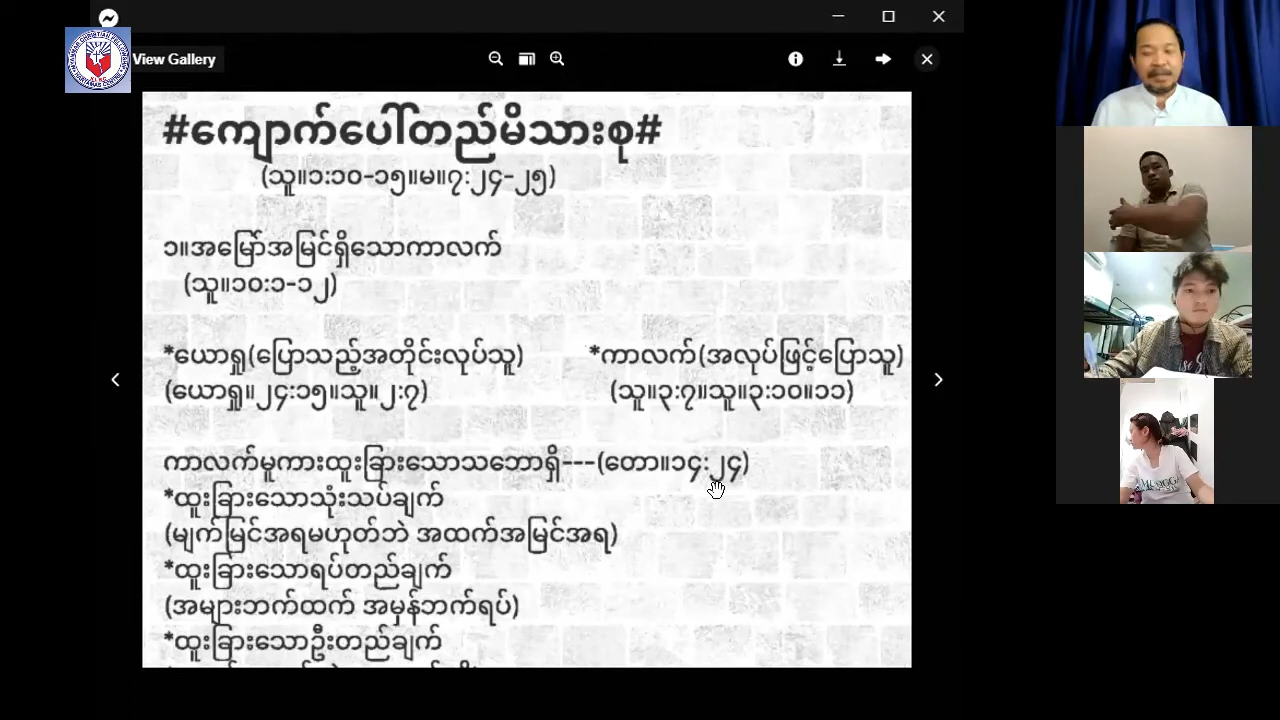 View Gallery
#ကျောက်ပေါ်တည်မိသားစု#
(သူ။၁:၁၀-၁၅။မ။၇:၂၄-၂၅)
၁။အမြော်အမြင်ရှိသောကာလက်
(သူ။၁၀:၁-၁၂)
*ယောရှု(ပြောသည့်အတိုင်းလုပ်သူ) *ကာလက်(အလုပ်ဖြင့်ပြောသူ)
(ယောရှု။၂၄:၁၅။သူ။၂:၇) (သူ။၃:၇။သူ။၃:၁၀။၁၁)
ကာလက်မူကားထူးခြားသောသဘောရှိ---(တော။၁၄:၂၄)
*ထူးခြားသောသုံးသပ်ချက်
(မျက်မြင်အရမဟုတ်ဘဲ အထက်အမြင်အရ)
*ထူးခြားသောရပ်တည်ချက်
(အများဘက်ထက် အမှန်ဘက်ရပ်)
*ထူးခြားသောဦးတည်ချက်